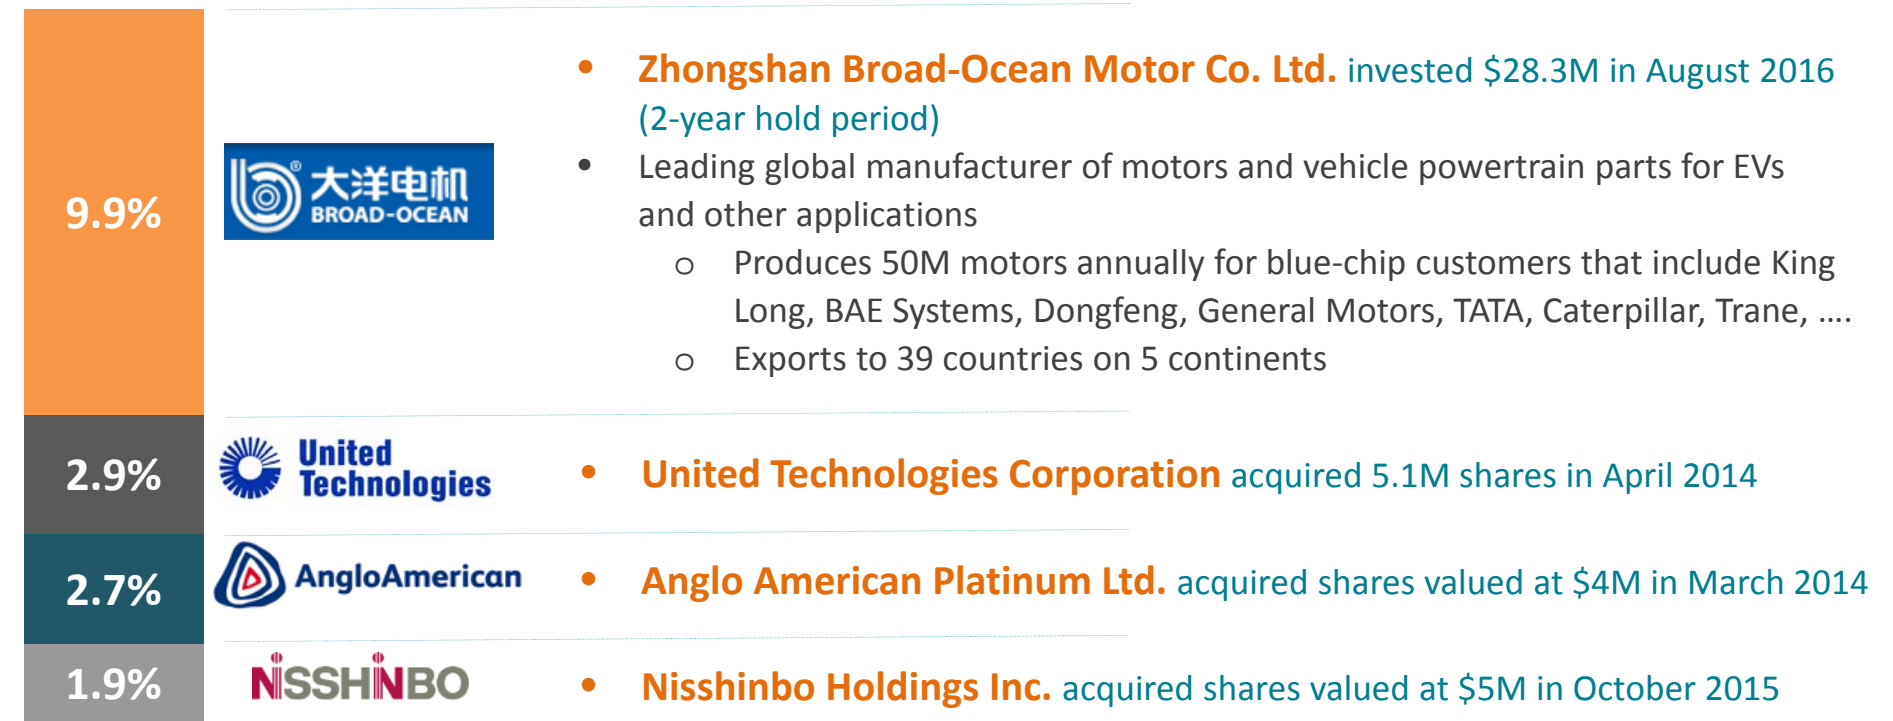 9.9%
大洋电机
BROAD-OCEAN
• Zhongshan Broad-Ocean Motor Co. Ltd. invested $28.3M in August 2016
(2-year hold period)
• Leading global manufacturer of motors and vehicle powertrain parts for EVs
and other applications
o Produces 50M motors annually for blue-chip customers that include King
Long, BAE Systems, Dongfeng, General Motors, TATA, Caterpillar, Trane, ....
o Exports to 39 countries on 5 continents
2.9%
United
Technologies
• United Technologies Corporation acquired 5.1M shares in April 2014
2.7%
AngloAmerican
• Anglo American Platinum Ltd. acquired shares valued at $4M in March 2014
1.9%
NISSHINBO
• Nisshinbo Holdings Inc. acquired shares valued at $5M in October 2015